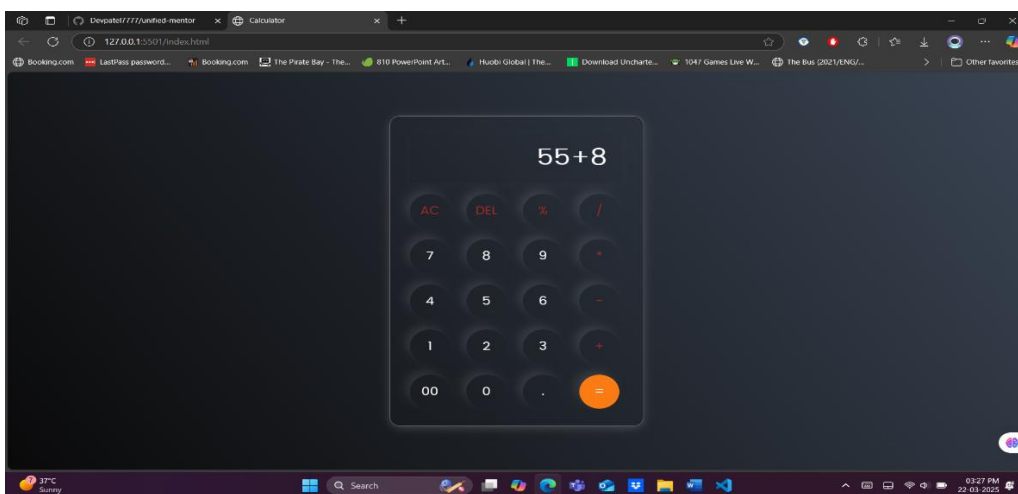 Devpatel7777/unified-mentor
Calculator
127.0.0.1:5501/index.html
Booking.com
LastPass password...
Booking.com
The Pirate Bay - The...
810 PowerPoint Art...
Huobi Global | The...
Download Uncharte...
1047 Games Live W...
The Bus (2021/ENG/...
Other favorites
55+8
AC DEL % /
7 8 9 *
4 5 6 -
1 2 3 +
00 0 . =
37°C
Sunny
Search
03:27 PM
22-03-2025